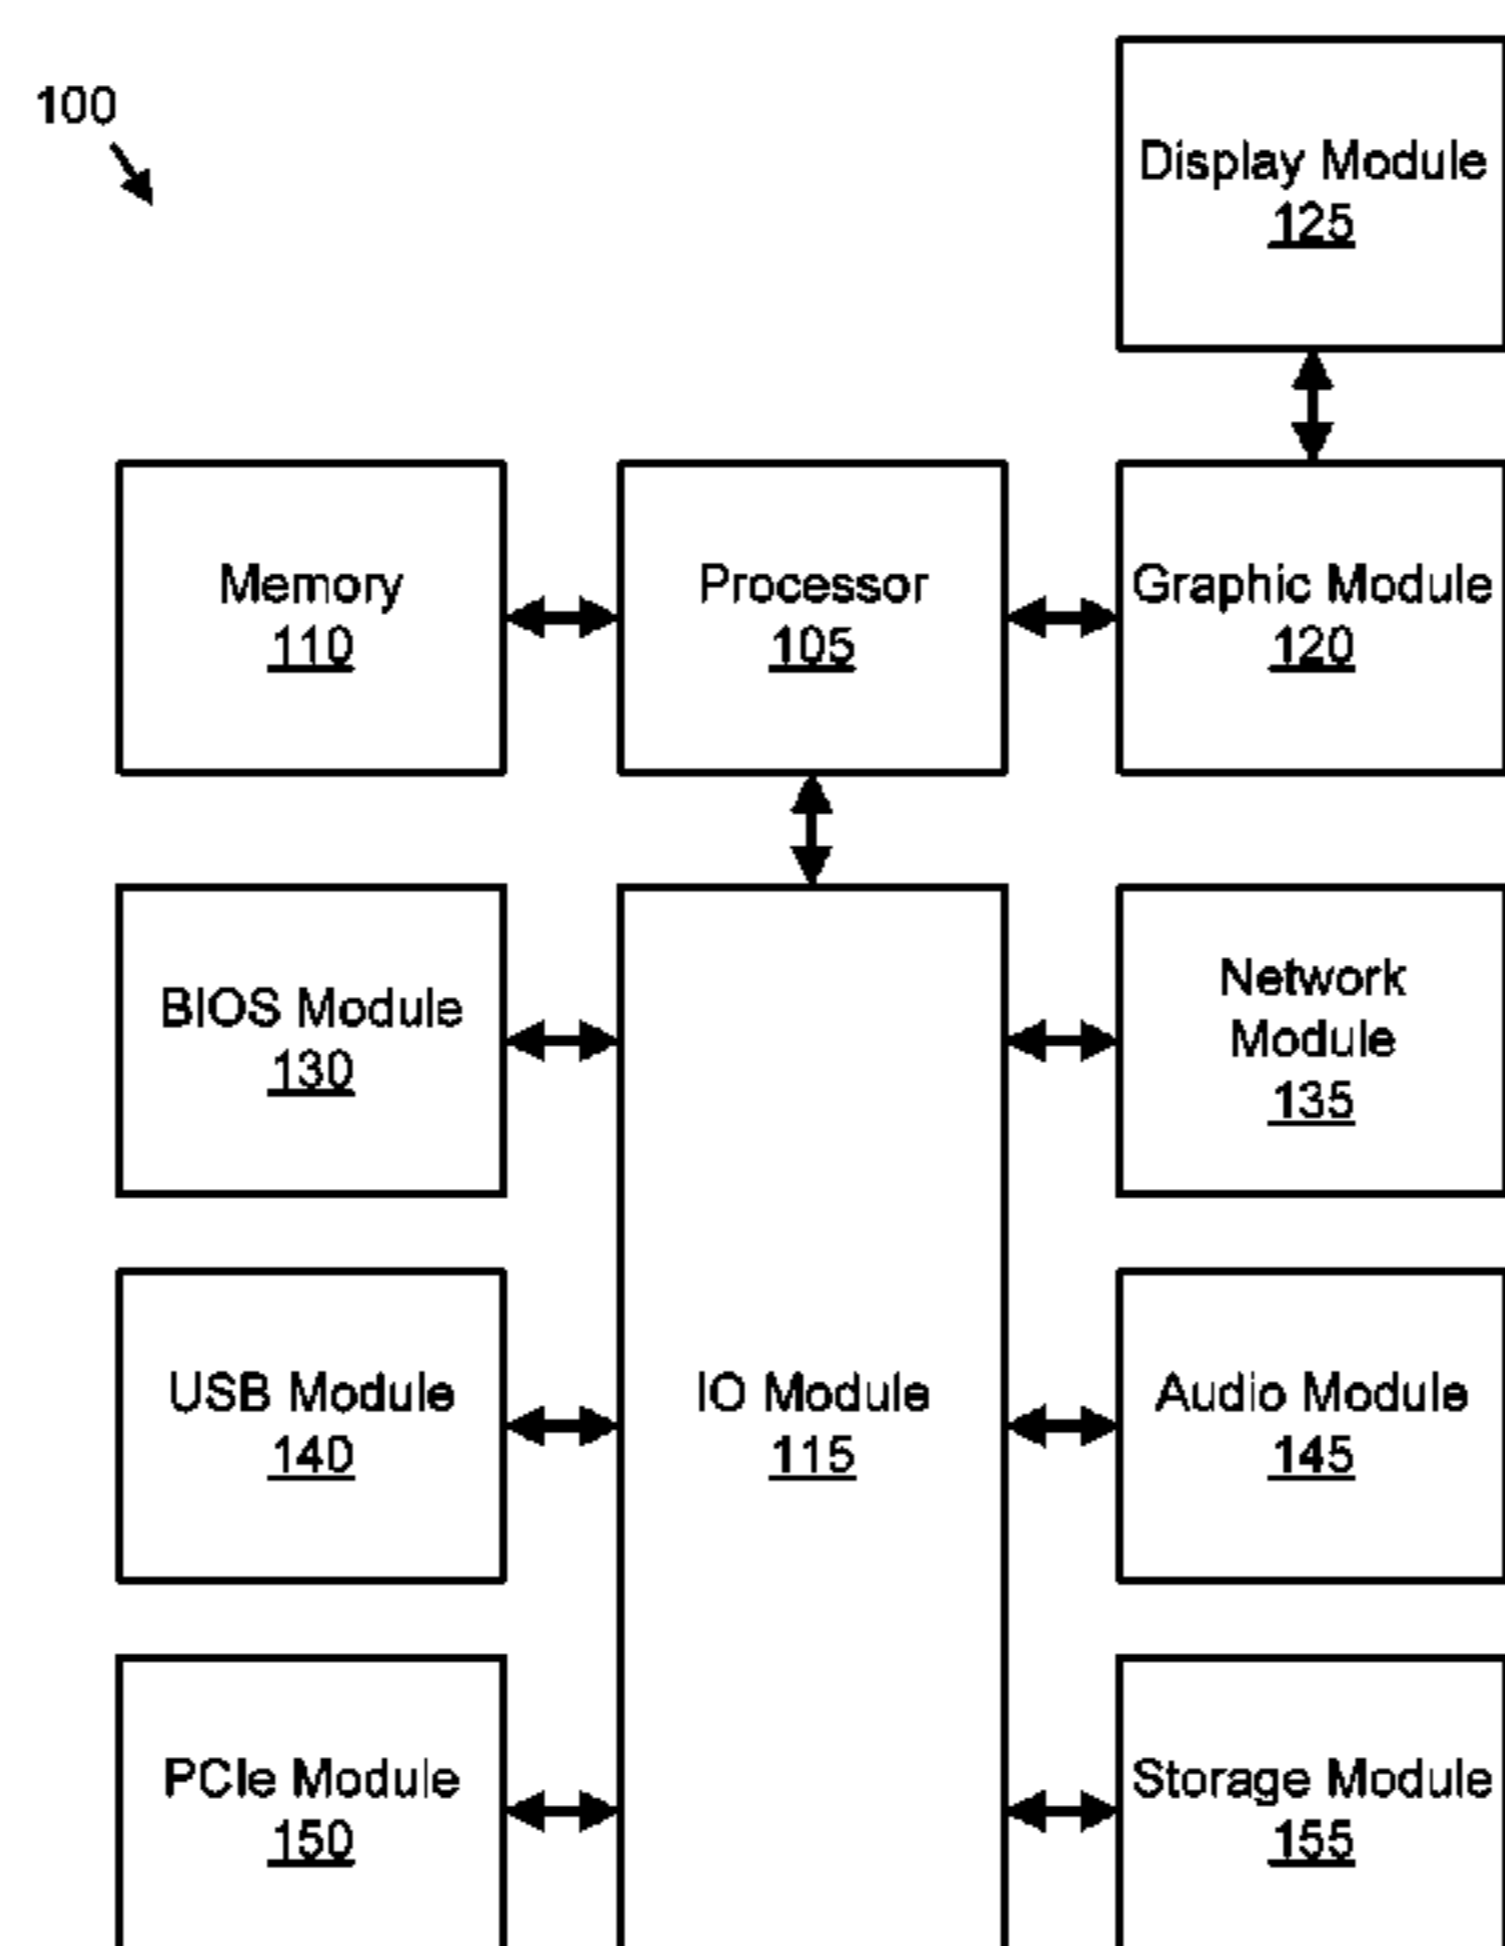 100
Display Module
125
Memory
110
Processor
105
Graphic Module
120
BIOS Module
130
Network
Module
135
USB Module
140
IO Module
115
Audio Module
145
PCIe Module
150
Storage Module
155